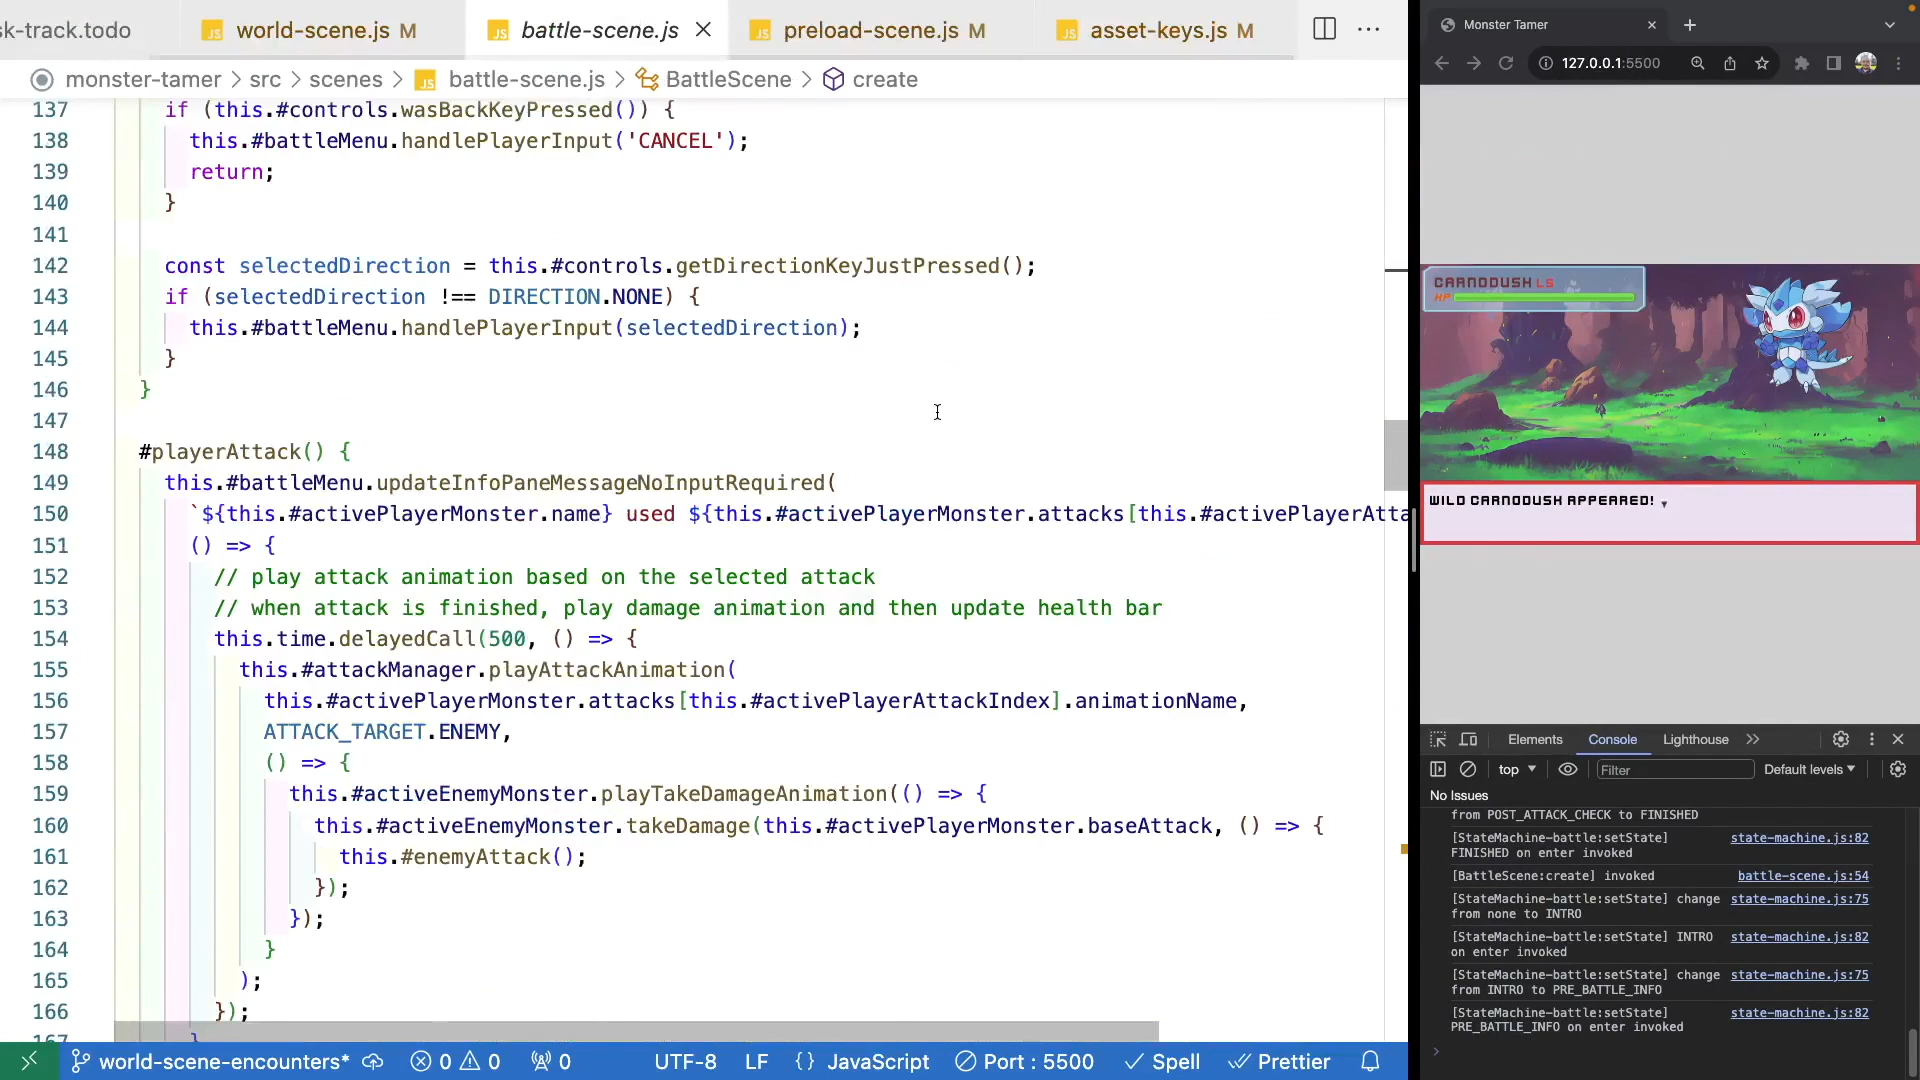 sk-track.todo
JS world-scene.js M
JS battle-scene.js
JS preload-scene.js M
JS asset-keys.js M
monster-tamer > src > scenes > JS battle-scene.js > BattleScene > create
137 if (this.#controls.wasBackKeyPressed()) {
138 this.#battleMenu.handlePlayerInput('CANCEL');
139 return;
140 }
141
142 const selectedDirection = this.#controls.getDirectionKeyJustPressed();
143 if (selectedDirection !== DIRECTION.NONE) {
144 this.#battleMenu.handlePlayerInput(selectedDirection);
145 }
146 }
147
148 #playerAttack() {
149 this.#battleMenu.updateInfoPaneMessageNoInputRequired(
150 `${this.#activePlayerMonster.name} used ${this.#activePlayerMonster.attacks[this.#activePlayerAtta
151 () => {
152 // play attack animation based on the selected attack
153 // when attack is finished, play damage animation and then update health bar
154 this.time.delayedCall(500, () => {
155 this.#attackManager.playAttackAnimation(
156 this.#activePlayerMonster.attacks[this.#activePlayerAttackIndex].animationName,
157 ATTACK_TARGET.ENEMY,
158 () => {
159 this.#activeEnemyMonster.playTakeDamageAnimation(() => {
160 this.#activeEnemyMonster.takeDamage(this.#activePlayerMonster.baseAttack, () => {
161 this.#enemyAttack();
162 });
163 });
164 }
165 );
166 });
167 }
world-scene-encounters* 0 0 0 UTF-8 LF {} JavaScript Port : 5500 Spell Prettier
Monster Tamer
127.0.0.1:5500
CARNODUSH L5
HP
WILD CARNODUSH APPEARED!
Elements Console Lighthouse
top Filter Default levels
No Issues
from POST_ATTACK_CHECK to FINISHED
[StateMachine-battle:setState] state-machine.js:82
FINISHED on enter invoked
[BattleScene:create] invoked battle-scene.js:54
[StateMachine-battle:setState] change state-machine.js:75
from none to INTRO
[StateMachine-battle:setState] INTRO state-machine.js:82
on enter invoked
[StateMachine-battle:setState] change state-machine.js:75
from INTRO to PRE_BATTLE_INFO
[StateMachine-battle:setState] state-machine.js:82
PRE_BATTLE_INFO on enter invoked